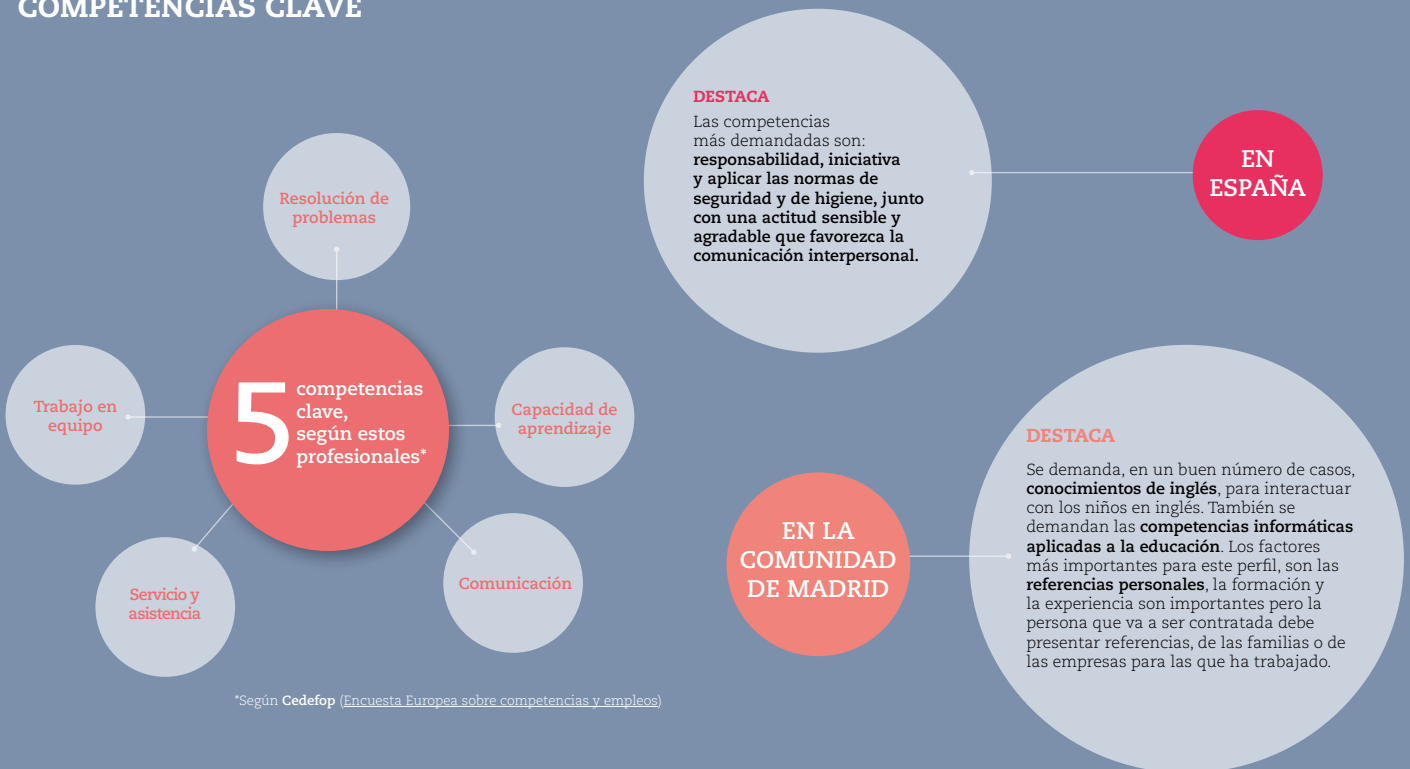 COMPETENCIAS CLAVE
Resolución de
problemas
Trabajo en
equipo
5
competencias
clave,
según estos
profesionales*
Capacidad de
aprendizaje
Servicio y
asistencia
Comunicación
*Según Cedefop (Encuesta Europea sobre competencias y empleos)
DESTACA
Las competencias
más demandadas son:
responsabilidad, iniciativa
y aplicar las normas de
seguridad y de higiene, junto
con una actitud sensible y
agradable que favorezca la
comunicación interpersonal.
EN
ESPAÑA
EN LA
COMUNIDAD
DE MADRID
DESTACA
Se demanda, en un buen número de casos,
conocimientos de inglés, para interactuar
con los niños en inglés. También se
demandan las competencias informáticas
aplicadas a la educación. Los factores
más importantes para este perfil, son las
referencias personales, la formación y
la experiencia son importantes pero la
persona que va a ser contratada debe
presentar referencias, de las familias o de
las empresas para las que ha trabajado.